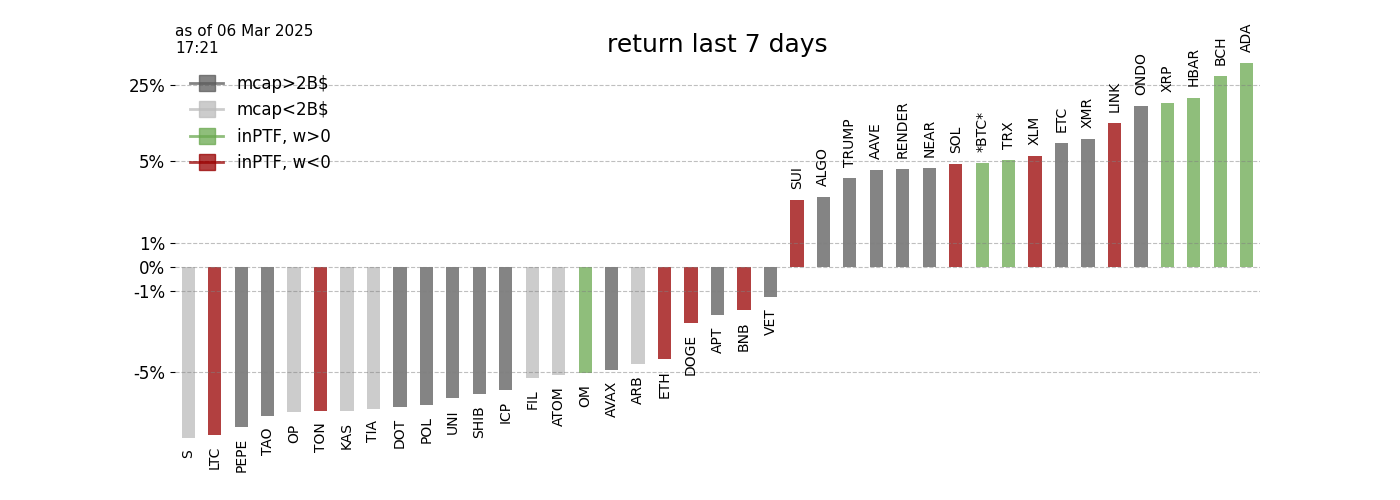 as of 06 Mar 2025
17:21
return last 7 days
mcap>2B$
mcap<2B$
inPTF, w>0
inPTF, w<0
25%
5%
1%
0%
-1%
-5%
S
LTC
PEPE
TAO
OP
TON
KAS
TIA
DOT
POL
UNI
SHIB
ICP
FIL
ATOM
OM
AVAX
ARB
ETH
DOGE
APT
BNB
VET
SUI
ALGO
TRUMP
AAVE
RENDER
NEAR
SOL
*BTC*
TRX
XLM
ETC
XMR
LINK
ONDO
XRP
HBAR
BCH
ADA